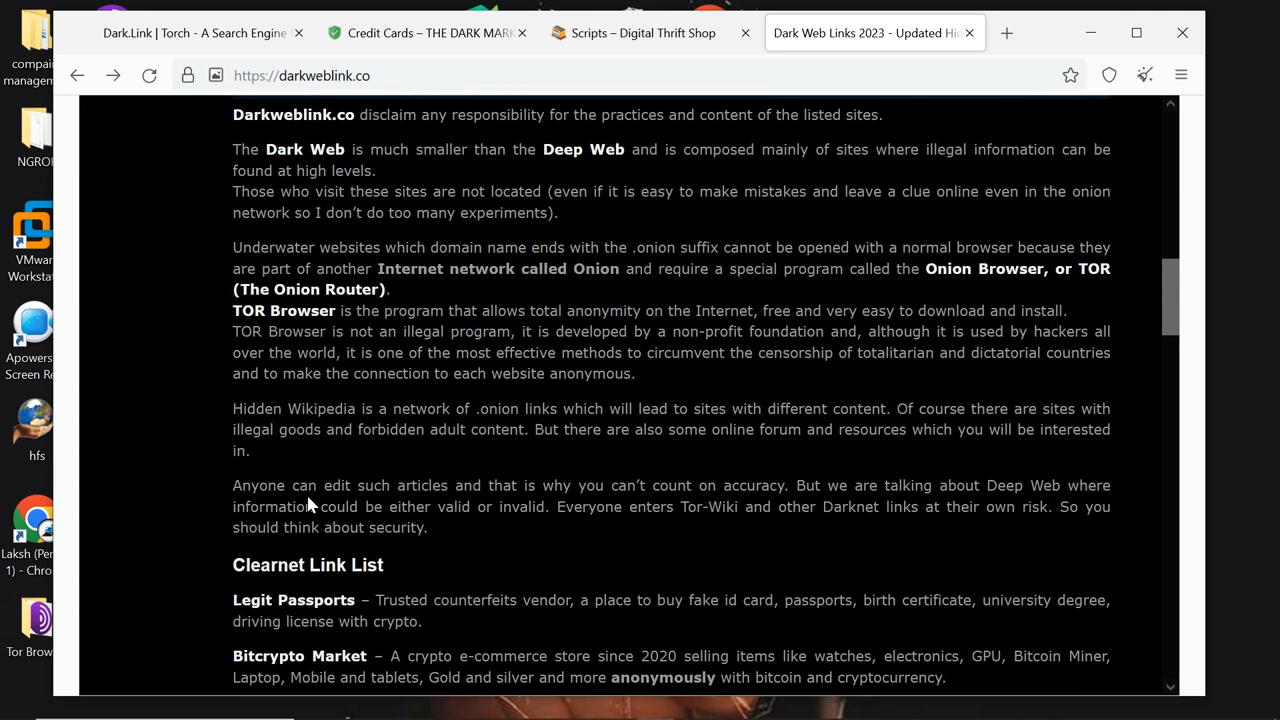 Dark.Link | Torch - A Search Engine
Credit Cards – THE DARK MARK
Scripts – Digital Thrift Shop
Dark Web Links 2023 - Updated Hid
https://darkweblink.co
compain
managem
NGROK
VMware
Workstat
Apowers
Screen Re
hfs
Laksh (Per
1) - Chro
Tor Brow
Darkweblink.co disclaim any responsibility for the practices and content of the listed sites.
The Dark Web is much smaller than the Deep Web and is composed mainly of sites where illegal information can be
found at high levels.
Those who visit these sites are not located (even if it is easy to make mistakes and leave a clue online even in the onion
network so I don't do too many experiments).
Underwater websites which domain name ends with the .onion suffix cannot be opened with a normal browser because they
are part of another Internet network called Onion and require a special program called the Onion Browser, or TOR
(The Onion Router).
TOR Browser is the program that allows total anonymity on the Internet, free and very easy to download and install.
TOR Browser is not an illegal program, it is developed by a non-profit foundation and, although it is used by hackers all
over the world, it is one of the most effective methods to circumvent the censorship of totalitarian and dictatorial countries
and to make the connection to each website anonymous.
Hidden Wikipedia is a network of .onion links which will lead to sites with different content. Of course there are sites with
illegal goods and forbidden adult content. But there are also some online forum and resources which you will be interested
in.
Anyone can edit such articles and that is why you can't count on accuracy. But we are talking about Deep Web where
information could be either valid or invalid. Everyone enters Tor-Wiki and other Darknet links at their own risk. So you
should think about security.
Clearnet Link List
Legit Passports – Trusted counterfeits vendor, a place to buy fake id card, passports, birth certificate, university degree,
driving license with crypto.
Bitcrypto Market – A crypto e-commerce store since 2020 selling items like watches, electronics, GPU, Bitcoin Miner,
Laptop, Mobile and tablets, Gold and silver and more anonymously with bitcoin and cryptocurrency.